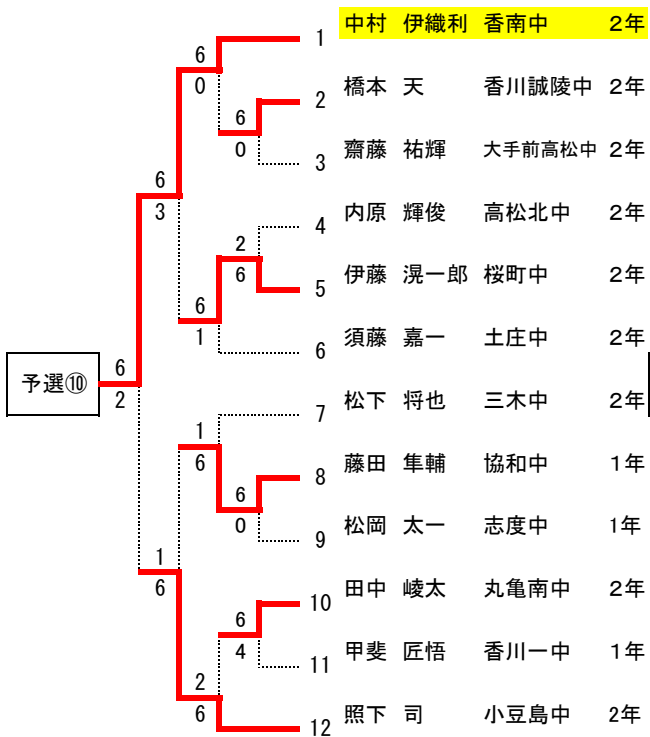 1 中村 伊織利 香南中 2年
6
0
2 橋本 天 香川誠陵中 2年
6
0
3 齋藤 祐輝 大手前高松中 2年
6
3
4 内原 輝俊 高松北中 2年
2
6
5 伊藤 滉一郎 桜町中 2年
6
1
6 須藤 嘉一 土庄中 2年
予選⑩
6
2
7 松下 将也 三木中 2年
1
6
8 藤田 隼輔 協和中 1年
6
0
9 松岡 太一 志度中 1年
1
6
10 田中 崚太 丸亀南中 2年
6
4
11 甲斐 匠悟 香川一中 1年
2
6
12 照下 司 小豆島中 2年